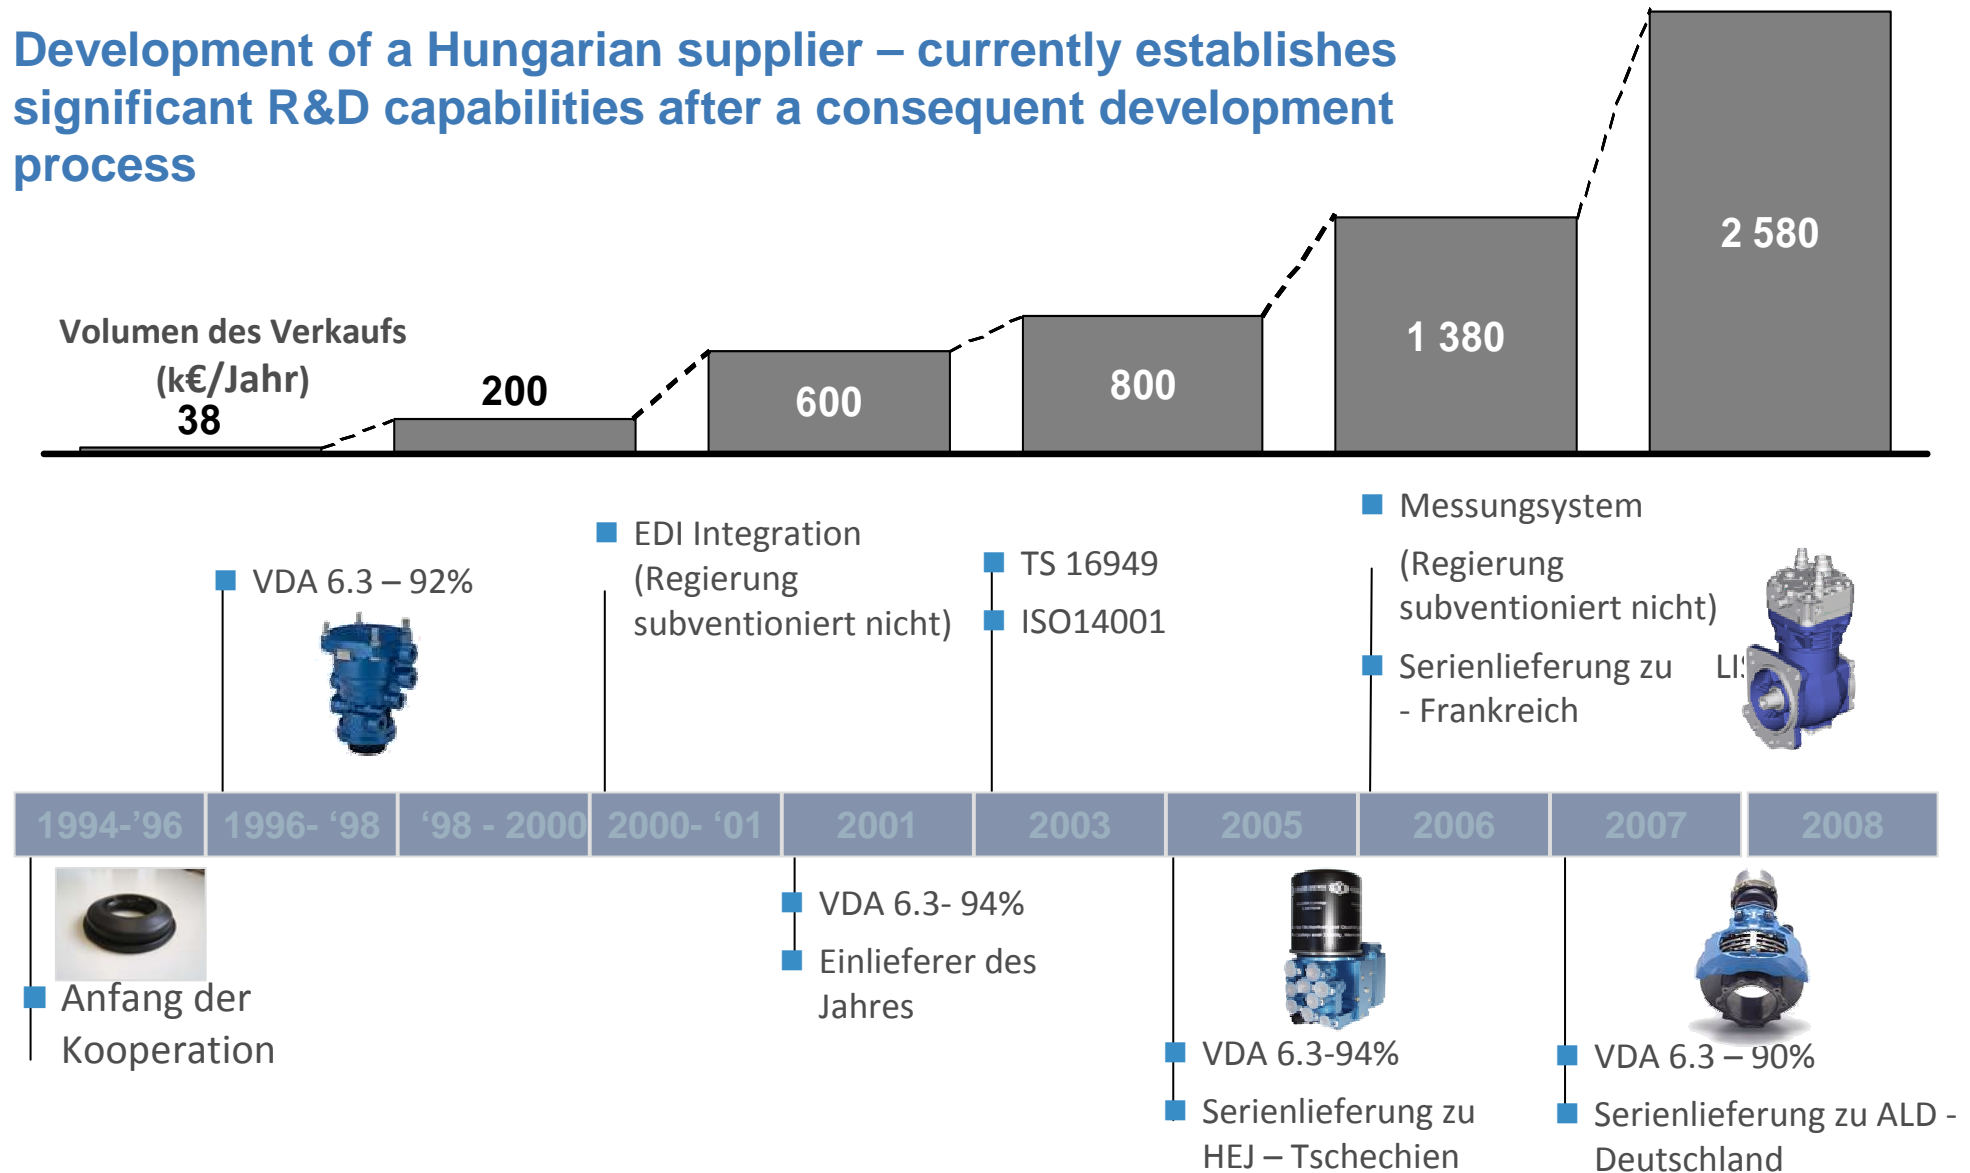 Development of a Hungarian supplier – currently establishes
significant R&D capabilities after a consequent development
process
Volumen des Verkaufs
(k€/Jahr)
38
200
600
800
1 380
2 580
VDA 6.3 – 92%
EDI Integration
(Regierung
subventioniert nicht)
TS 16949
ISO14001
Messungsystem
(Regierung
subventioniert nicht)
Serienlieferung zu
- Frankreich
1994-’96
1996- ‘98
‘98 - 2000
2000- ‘01
2001
2003
2005
2006
2007
2008
Anfang der
Kooperation
VDA 6.3- 94%
Einlieferer des
Jahres
VDA 6.3-94%
Serienlieferung zu
HEJ – Tschechien
VDA 6.3 – 90%
Serienlieferung zu ALD -
Deutschland